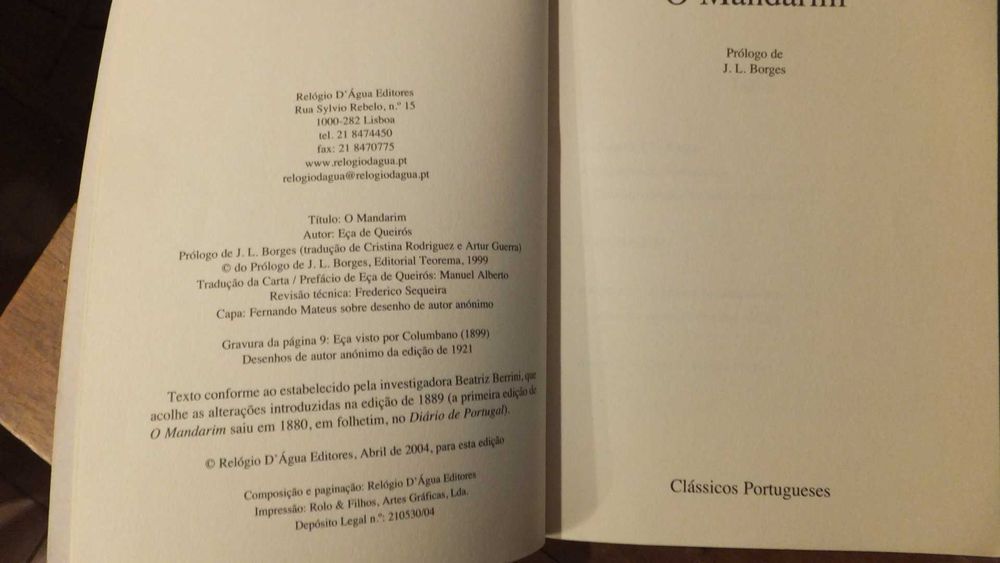 Relógio D'Água Editores
Rua Sylvio Rebelo, n.º 15
1000-282 Lisboa
tel. 21 8474450
fax: 21 8470775
www.relogiodagua.pt
relogiodagua@relogiodagua.pt
Título: O Mandarim
Autor: Eça de Queirós
Prólogo de J. L. Borges (tradução de Cristina Rodriguez e Artur Guerra)
© do Prólogo de J. L. Borges, Editorial Teorema, 1999
Tradução da Carta / Prefácio de Eça de Queirós: Manuel Alberto
Revisão técnica: Frederico Sequeira
Capa: Fernando Mateus sobre desenho de autor anónimo
Gravura da página 9: Eça visto por Columbano (1899)
Desenhos de autor anónimo da edição de 1921
Texto conforme ao estabelecido pela investigadora Beatriz Berrini, que
acolhe as alterações introduzidas na edição de 1889 (a primeira edição de
O Mandarim saiu em 1880, em folhetim, no Diário de Portugal).
© Relógio D'Água Editores, Abril de 2004, para esta edição
Composição e paginação: Relógio D'Água Editores
Impressão: Rolo & Filhos, Artes Gráficas, Lda.
Depósito Legal n.º: 210530/04
O Mandarim
Prólogo de
J. L. Borges
Clássicos Portugueses